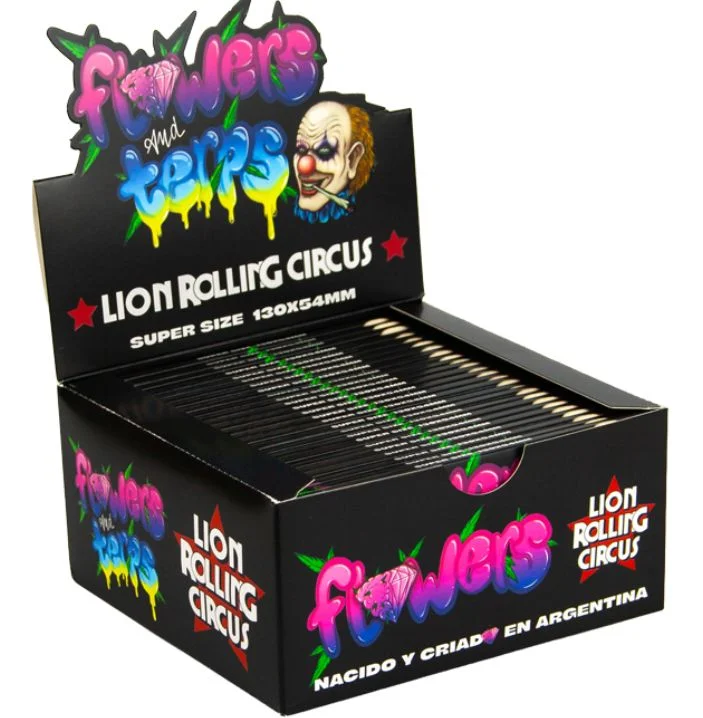 flowers
And
terps
LION ROLLING CIRCUS
SUPER SIZE 130X54MM
flowers
and
terps
LION
ROLLING
CIRCUS
flowers
LION
ROLLING
CIRCUS
NACIDO Y CRIADO EN ARGENTINA